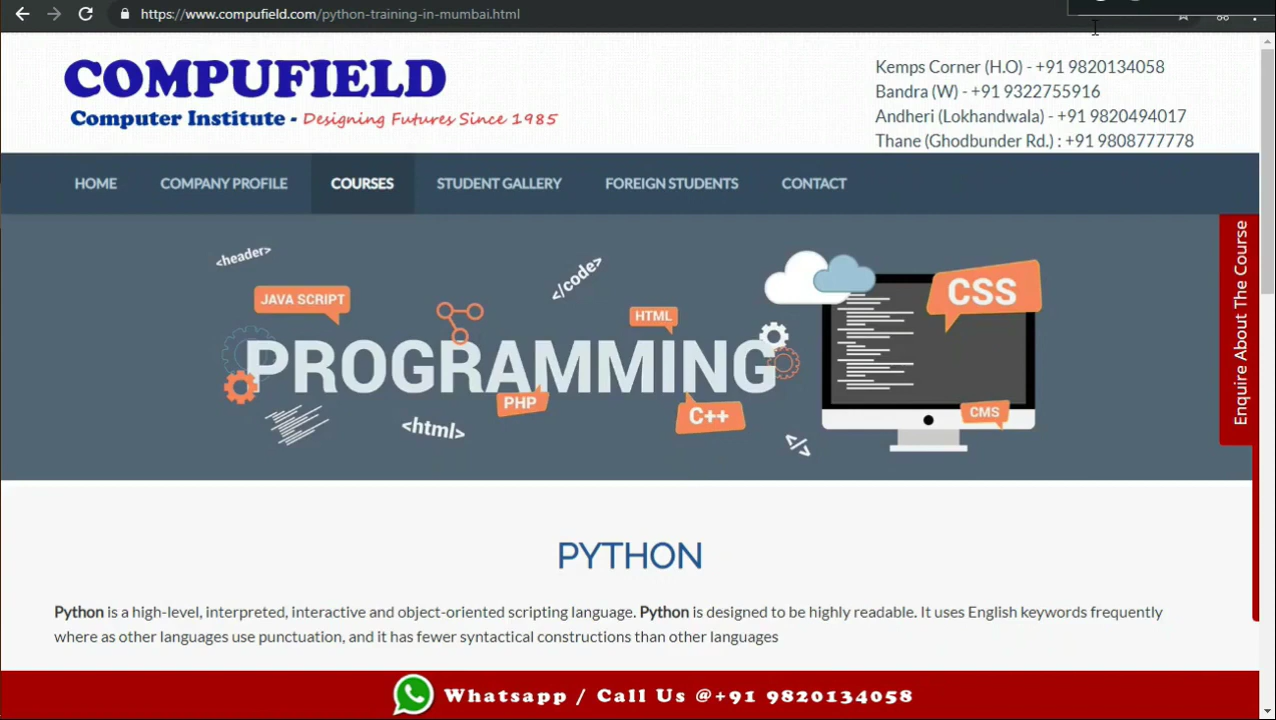 https://www.compufield.com/python-training-in-mumbai.html
COMPUFIELD
Computer Institute - Designing Futures Since 1985
Kemps Corner (H.O) - +91 9820134058
Bandra (W) - +91 9322755916
Andheri (Lokhandwala) - +91 9820494017
Thane (Ghodbunder Rd.) : +91 9808777778
HOME COMPANY PROFILE COURSES STUDENT GALLERY FOREIGN STUDENTS CONTACT
<header>
</code>
JAVA SCRIPT
HTML
CSS
PROGRAMMING
PHP
C++
CMS
<html>
</>
Enquire About The Course
PYTHON
Python is a high-level, interpreted, interactive and object-oriented scripting language. Python is designed to be highly readable. It uses English keywords frequently
where as other languages use punctuation, and it has fewer syntactical constructions than other languages
Whatsapp / Call Us @+91 9820134058